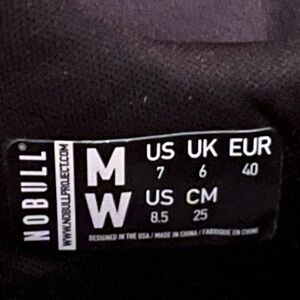 NOBULL®
WWW.NOBULLPROJECT.COM
M US UK EUR
7 6 40
W US CM
8.5 25
DESIGNED IN THE USA / MADE IN CHINA / FABRIQUE EN CHINE